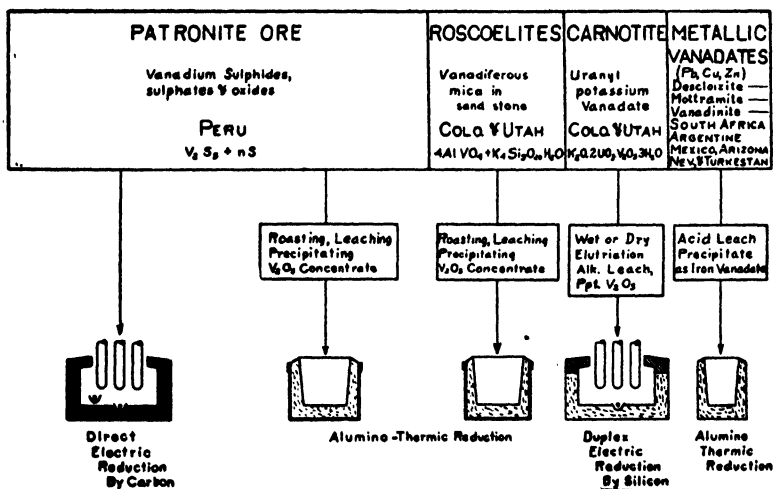 PATRONITE ORE
Vanadium Sulphides,
sulphates & oxides
PERU
V₂ S₅ + nS
ROSCOELITES
Vanadiferous
mica in
sand stone
COLO. & UTAH
CARNOTITE
Uranyl
potassium
Vanadate
COLO. & UTAH
METALLIC
VANADATES
(Pb, Cu, Zn)
Descloizite —
Mottramite —
Vanadinite —
SOUTH AFRICA
ARGENTINE
MEXICO, ARIZONA
NEV. & TURKESTAN
Roasting, Leaching
Precipitating
V₂O₅ Concentrate
Roasting, Leaching
Precipitating
V₂O₅ Concentrate
Wet or Dry
Elutriation
Alk. Leach,
Ppt. V₂O₅
Acid Leach
Precipitate
as Iron Vanadate
Direct
Electric
Reduction
By Carbon
Alumino-Thermic Reduction
Duplex
Electric
Reduction
By Silicon
Alumino
Thermic
Reduction